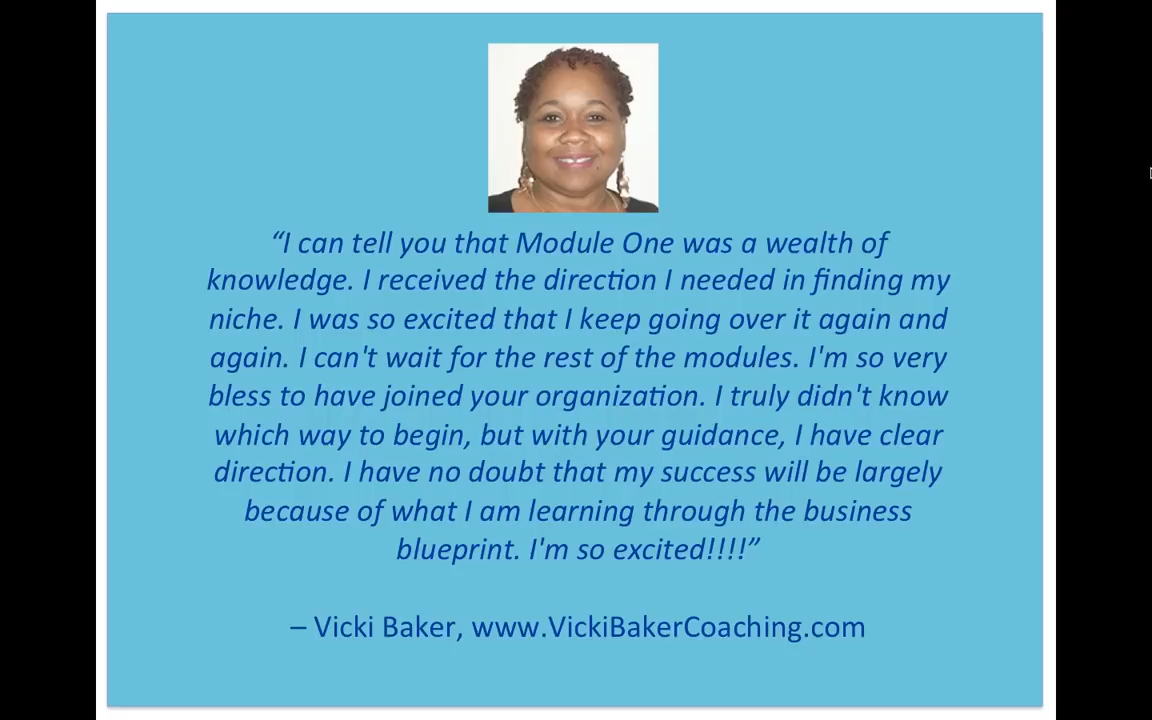 “I can tell you that Module One was a wealth of
knowledge. I received the direction I needed in finding my
niche. I was so excited that I keep going over it again and
again. I can't wait for the rest of the modules. I'm so very
bless to have joined your organization. I truly didn't know
which way to begin, but with your guidance, I have clear
direction. I have no doubt that my success will be largely
because of what I am learning through the business
blueprint. I'm so excited!!!!”
– Vicki Baker, www.VickiBakerCoaching.com